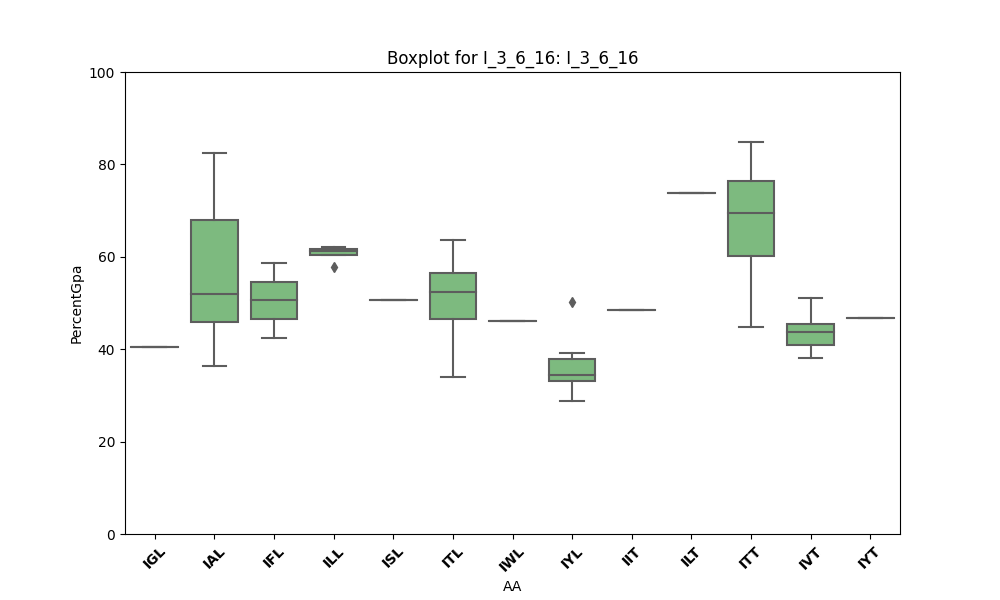 Boxplot for I_3_6_16: I_3_6_16
100
80
60
40
20
0
PercentGpa
IGL IAL IFL ILL ISL ITL IWL IYL IIT ILT ITT IVT IYT
AA